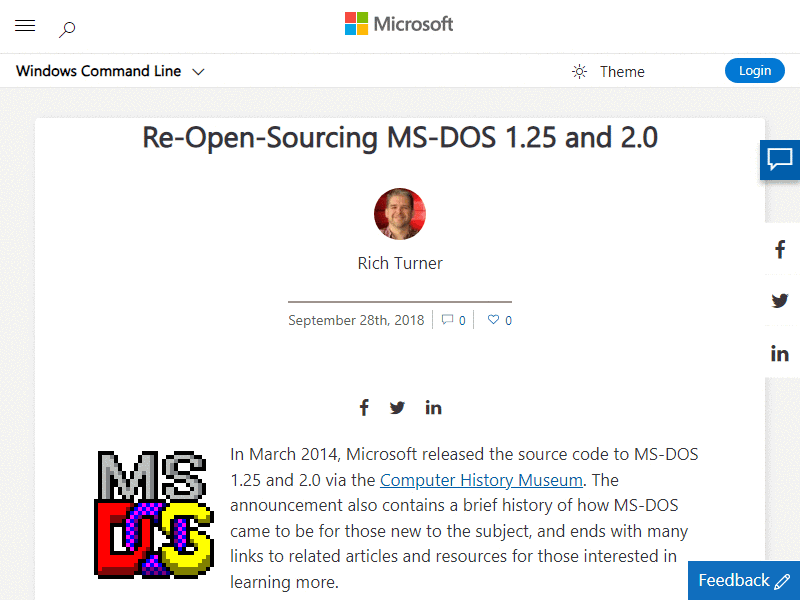 Microsoft
Windows Command Line
Theme
Login
Re-Open-Sourcing MS-DOS 1.25 and 2.0
Rich Turner
September 28th, 2018
0
0
MS
DOS
In March 2014, Microsoft released the source code to MS-DOS
1.25 and 2.0 via the Computer History Museum. The
announcement also contains a brief history of how MS-DOS
came to be for those new to the subject, and ends with many
links to related articles and resources for those interested in
learning more.
Feedback